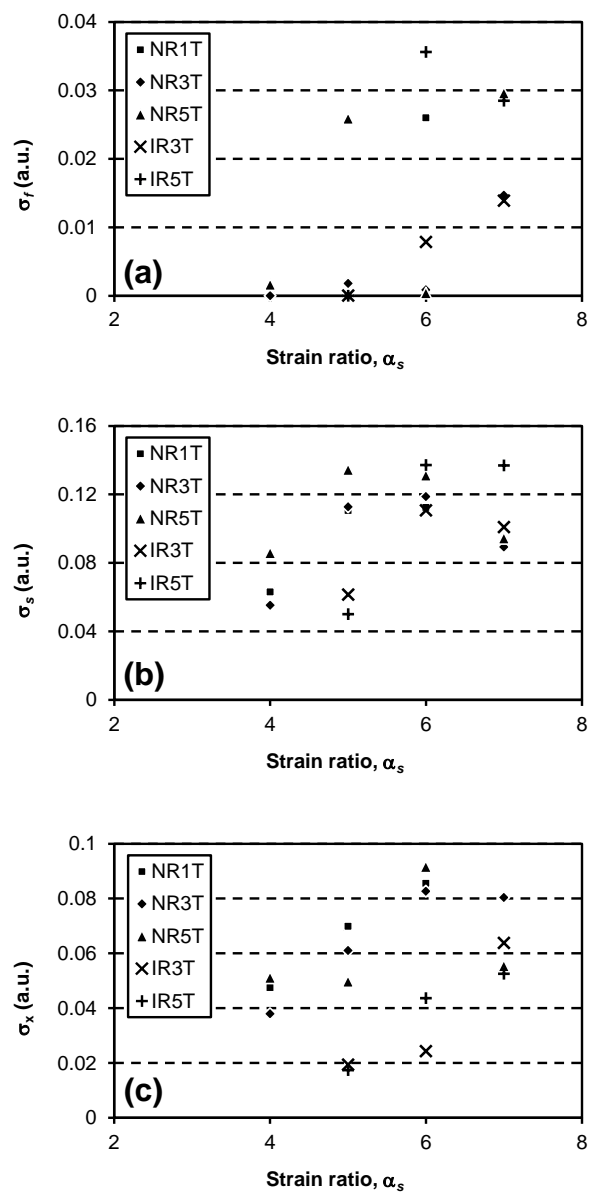 0.04
NR1T
NR3T
0.03
NR5T
IR3T
0.02
IR5T
σf (a.u.)
0.01
(a)
0
2 4 6 8
Strain ratio, αs
0.16
NR1T
NR3T
0.12
NR5T
IR3T
0.08
IR5T
σs (a.u.)
0.04
(b)
0
2 4 6 8
Strain ratio, αs
0.1
NR1T
0.08
NR3T
NR5T
0.06
IR3T
IR5T
σx (a.u.)
0.04
0.02
(c)
0
2 4 6 8
Strain ratio, αs